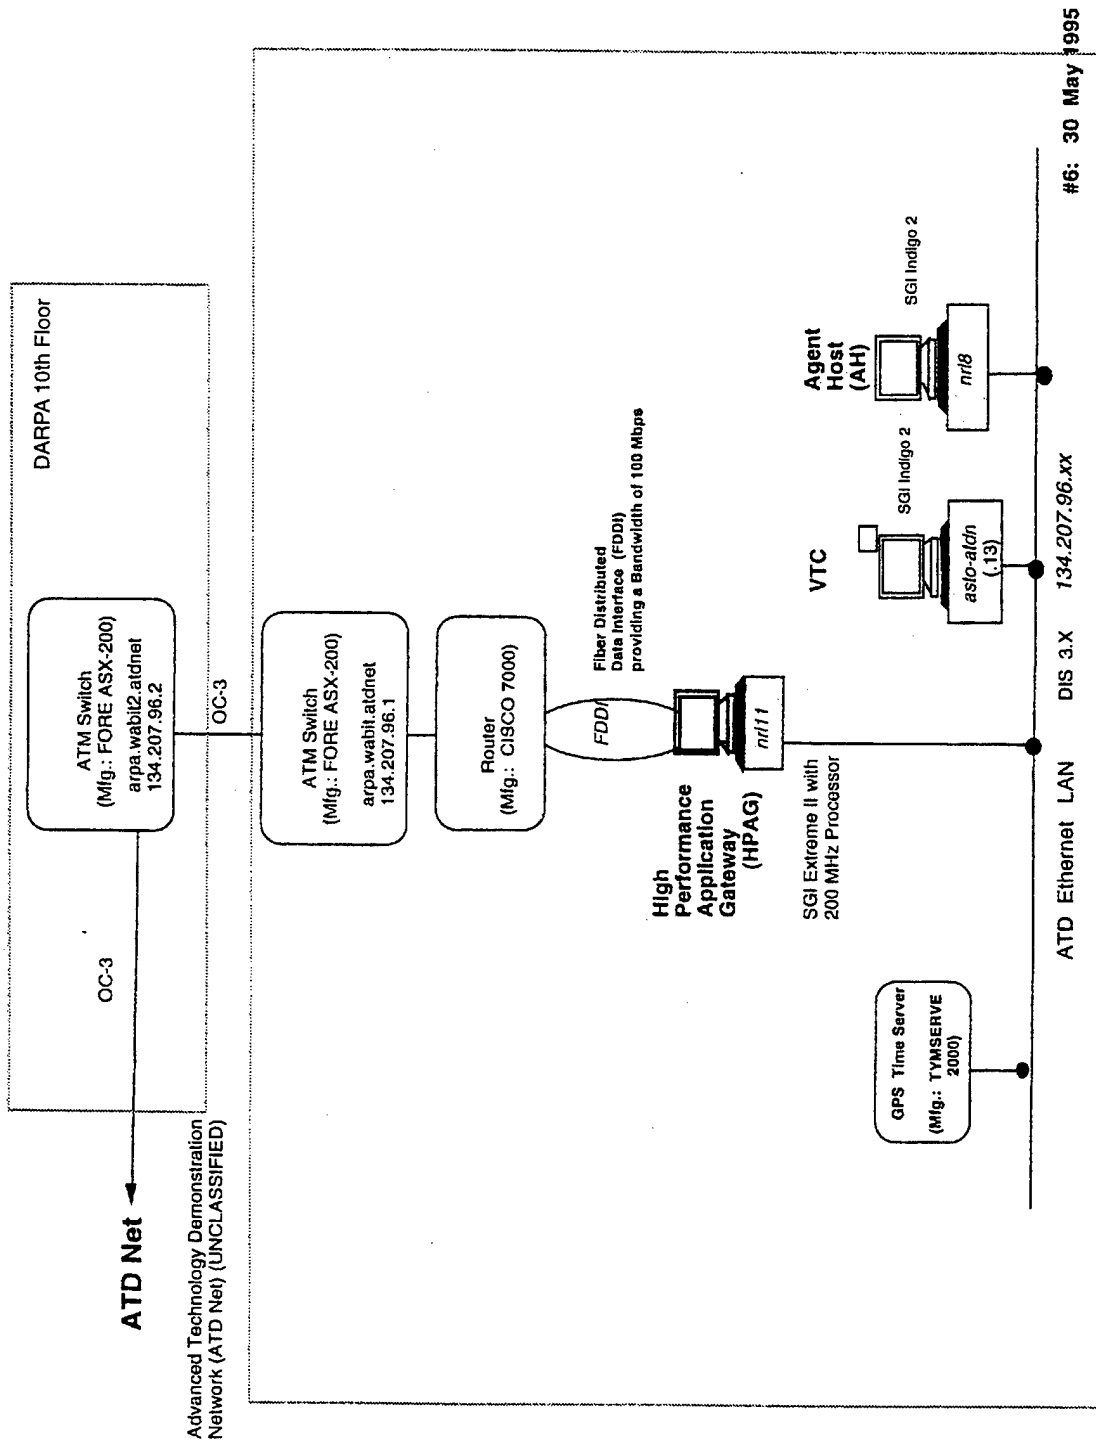 DARPA 10th Floor
ATM Switch
(Mfg.: FORE ASX-200)
arpa.wabit2.atdnet
134.207.96.2
OC-3
ATD Net
Advanced Technology Demonstration
Network (ATD Net) (UNCLASSIFIED)
OC-3
ATM Switch
(Mfg.: FORE ASX-200)
arpa.wabit.atdnet
134.207.96.1
Router
(Mfg.: CISCO 7000)
FDDI
Fiber Distributed
Data Interface (FDDI)
providing a Bandwidth of 100 Mbps
High
Performance
Application
Gateway
(HPAG)
nrl11
SGI Extreme II with
200 MHz Processor
VTC
SGI Indigo 2
asto-atdn
(.13)
Agent
Host
(AH)
SGI Indigo 2
nrl8
GPS Time Server
(Mfg.: TYMSERVE
2000)
ATD Ethernet LAN DIS 3.X 134.207.96.xx
#6: 30 May 1995